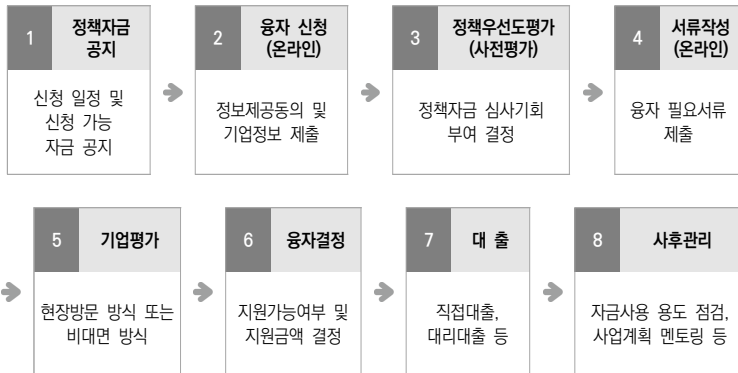 1 정책자금
공지
신청 일정 및
신청 가능
자금 공지
2 융자 신청
(온라인)
정보제공동의 및
기업정보 제출
3 정책우선도평가
(사전평가)
정책자금 심사기회
부여 결정
4 서류작성
(온라인)
융자 필요서류
제출
5 기업평가
현장방문 방식 또는
비대면 방식
6 융자결정
지원가능여부 및
지원금액 결정
7 대 출
직접대출,
대리대출 등
8 사후관리
자금사용 용도 점검,
사업계획 멘토링 등